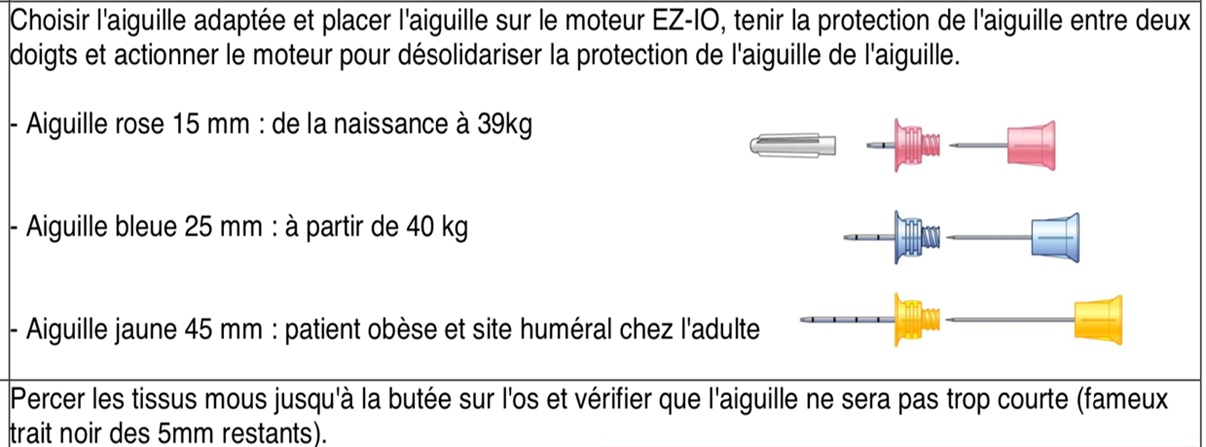 Choisir l'aiguille adaptée et placer l'aiguille sur le moteur EZ-IO, tenir la protection de l'aiguille entre deux
doigts et actionner le moteur pour désolidariser la protection de l'aiguille de l'aiguille.
- Aiguille rose 15 mm : de la naissance à 39kg
- Aiguille bleue 25 mm : à partir de 40 kg
- Aiguille jaune 45 mm : patient obèse et site huméral chez l'adulte
Percer les tissus mous jusqu'à la butée sur l'os et vérifier que l'aiguille ne sera pas trop courte (fameux
trait noir des 5mm restants).